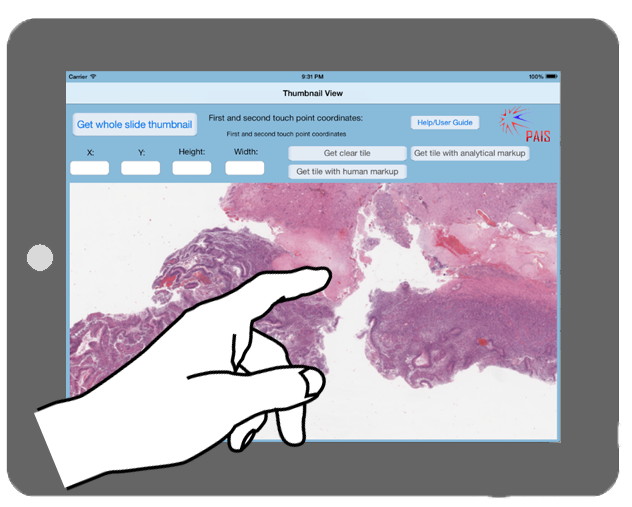 Carrier 9:31 PM 100%
Thumbnail View
Get whole slide thumbnail
First and second touch point coordinates:
First and second touch point coordinates
Help/User Guide
PAIS
X: Y: Height: Width:
Get clear tile
Get tile with analytical markup
Get tile with human markup